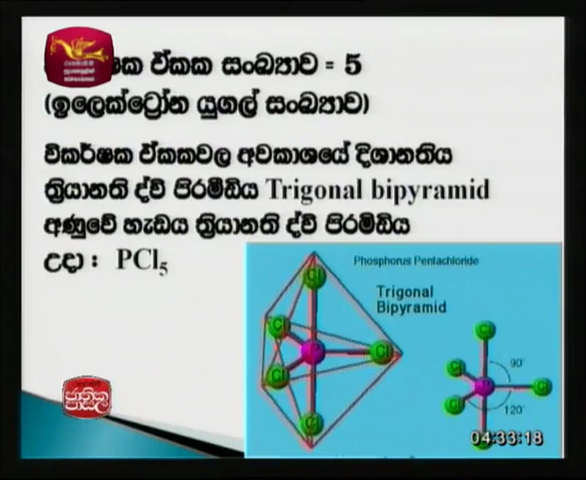 ඒකක සංඛ්‍යාව = 5
(ඉලෙක්ට්‍රෝන යුගල් සංඛ්‍යාව)
විකර්ෂක ඒකකවල අවකාශයේ දිශානතිය
ත්‍රියානති ද්වි පිරමීඩිය Trigonal bipyramid
අණුවේ හැඩය ත්‍රියානති ද්වි පිරමීඩිය
උදා : PCl₅
Phosphorus Pentachloride
Trigonal
Bipyramid
Cl
Cl
P
Cl
Cl
Cl
Cl
Cl
P
Cl
Cl
90°
120°
ජාතික
පාසල
04:33:18